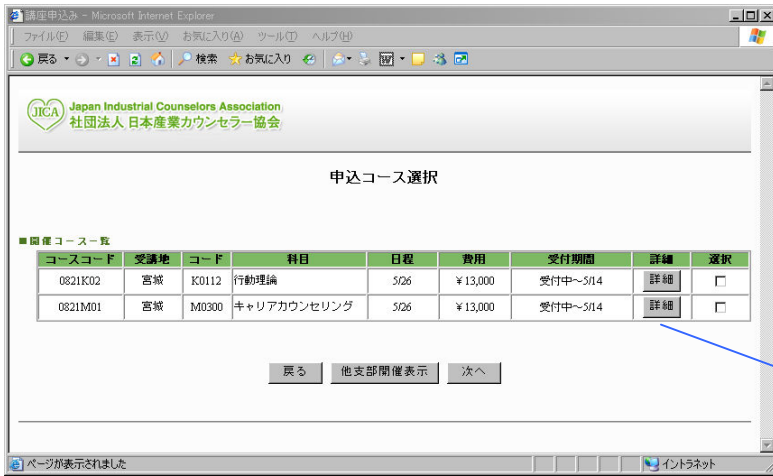 講座申込み - Microsoft Internet Explorer
ファイル(F) 編集(E) 表示(V) お気に入り(A) ツール(T) ヘルプ(H)
戻る 検索 お気に入り
JICA Japan Industrial Counselors Association
社団法人 日本産業カウンセラー協会
申込コース選択
■開催コース一覧
コースコード 受講地 コード 科目 日程 費用 受付期間 詳細 選択
0821K02 宮城 K0112 行動理論 5/26 ¥13,000 受付中～5/14 詳細
0821M01 宮城 M0300 キャリアカウンセリング 5/26 ¥13,000 受付中～5/14 詳細
戻る 他支部開催表示 次へ
ページが表示されました イントラネット